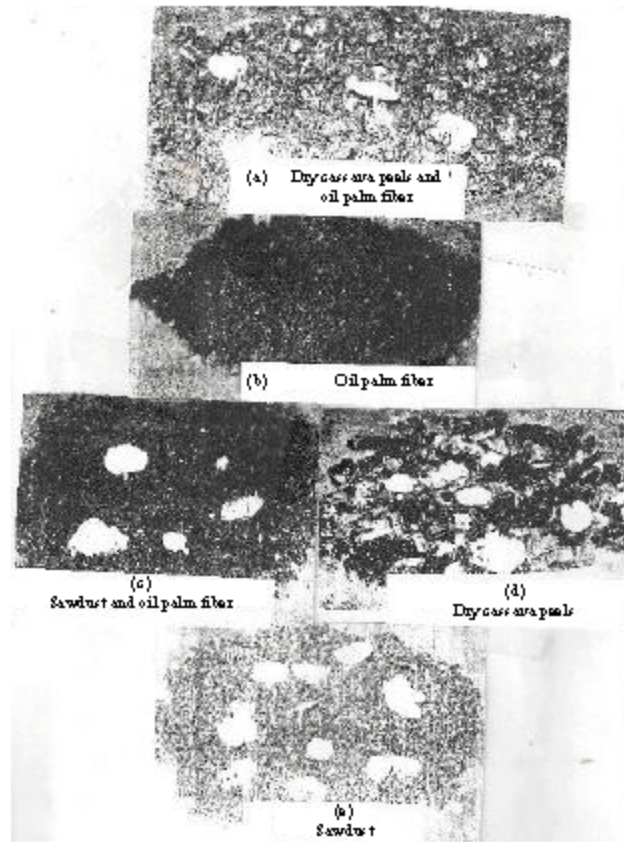 (a) Dry cassava peels and
oil palm fiber
(b) Oil palm fiber
(c)
Sawdust and oil palm fiber
(d)
Dry cassava peels
(e)
Sawdust